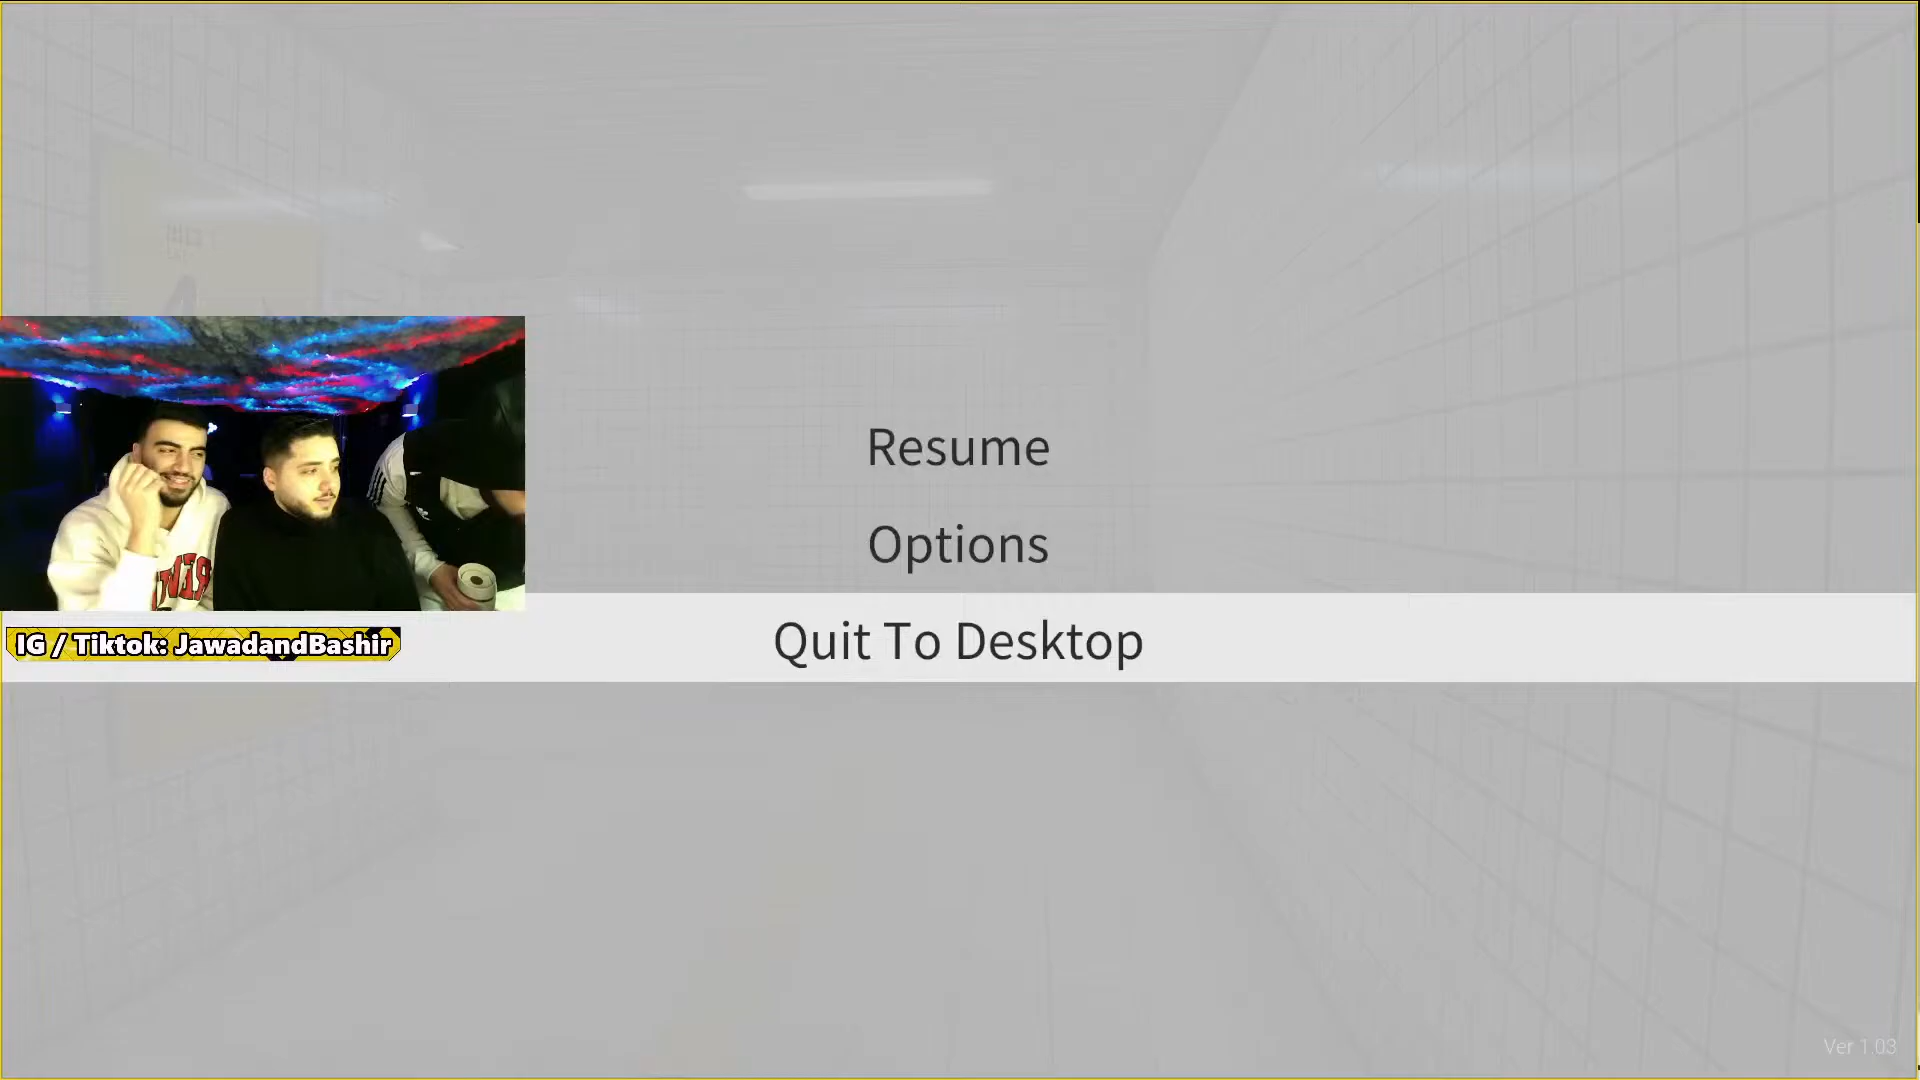 Resume
Options
Quit To Desktop
IG / Tiktok: JawadandBashir
Ver 1.03